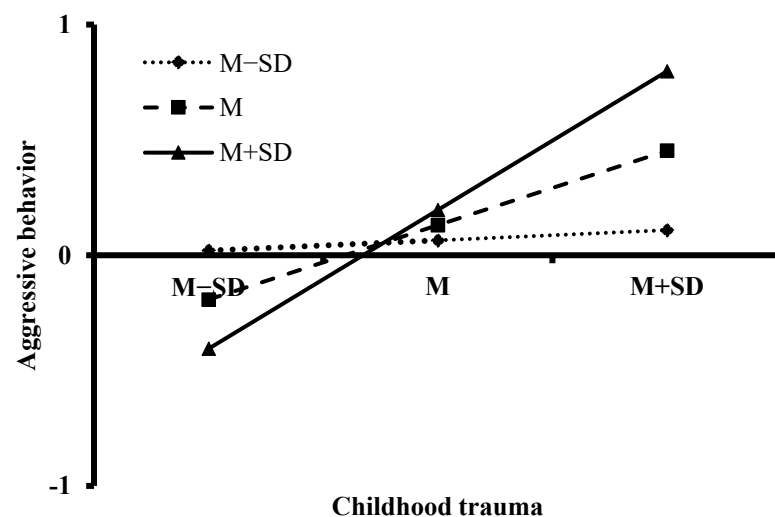 1
M−SD
M
M+SD
Aggressive behavior
0
M−SD
M
M+SD
-1
Childhood trauma